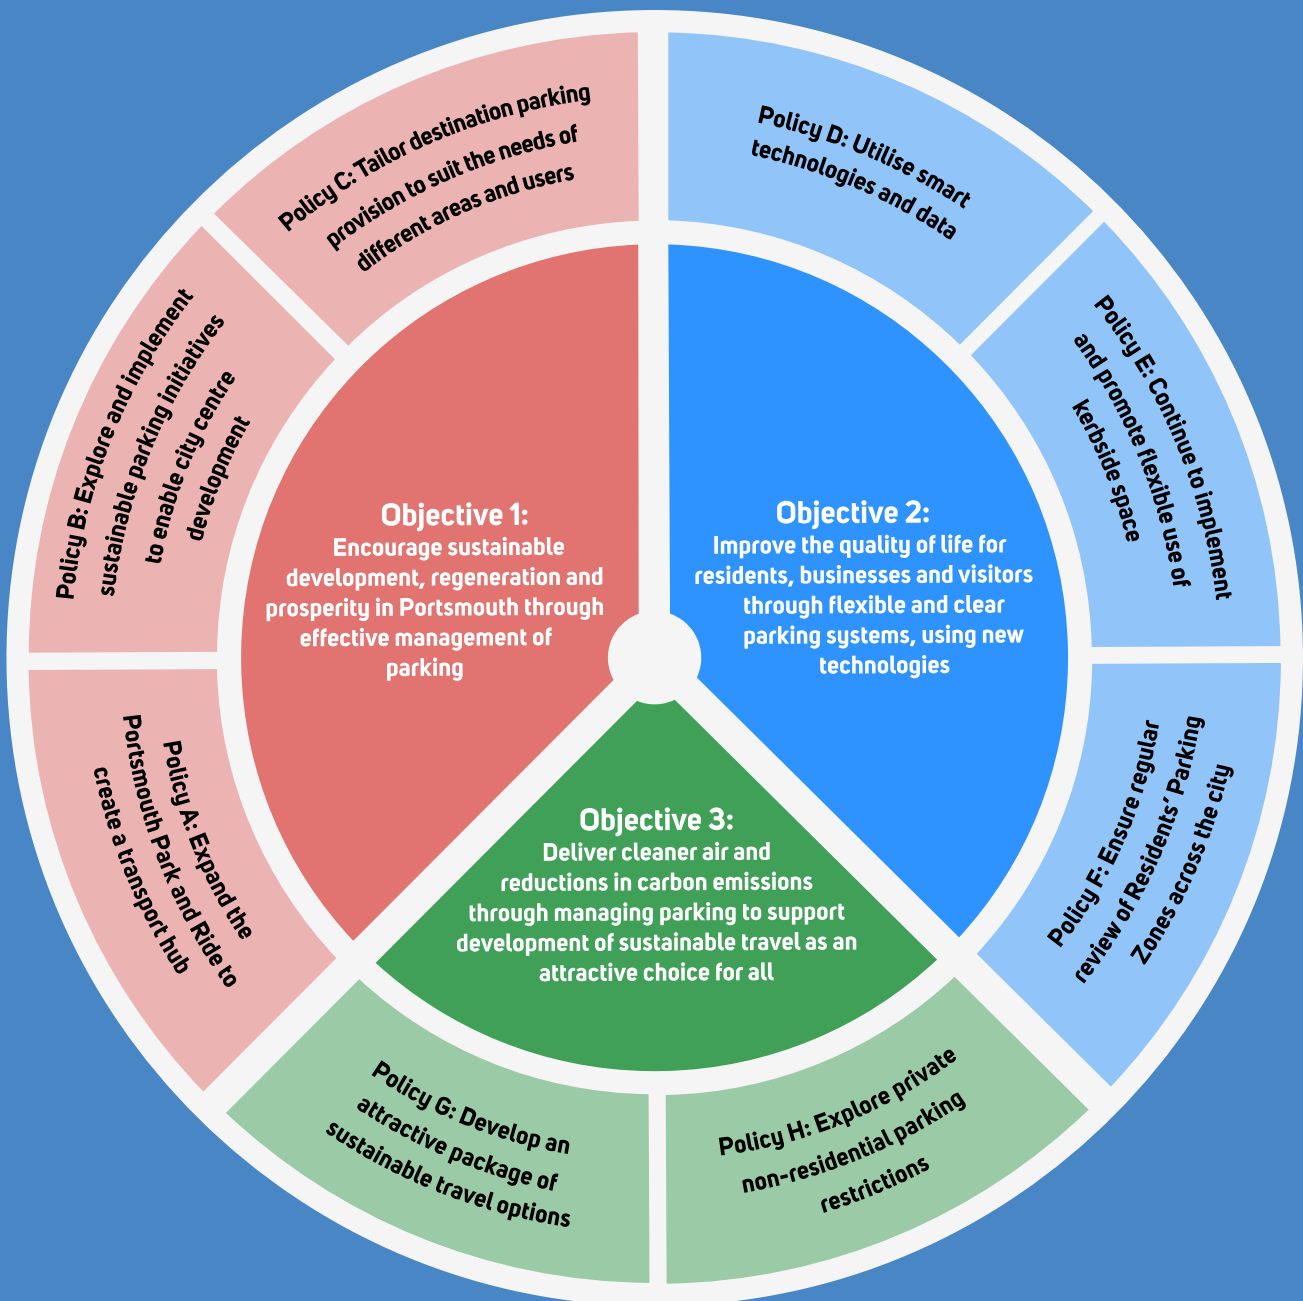 Objective 1:
Encourage sustainable
development, regeneration and
prosperity in Portsmouth through
effective management of
parking
Policy A: Expand the
Portsmouth Park and Ride to
create a transport hub
Policy B: Explore and implement
sustainable parking initiatives
to enable city centre
development
Policy C: Tailor destination parking
provision to suit the needs of
different areas and users
Objective 2:
Improve the quality of life for
residents, businesses and visitors
through flexible and clear
parking systems, using new
technologies
Policy D: Utilise smart
technologies and data
Policy E: Continue to implement
and promote flexible use of
kerbside space
Policy F: Ensure regular
review of Residents’ Parking
Zones across the city
Objective 3:
Deliver cleaner air and
reductions in carbon emissions
through managing parking to support
development of sustainable travel as an
attractive choice for all
Policy G: Develop an
attractive package of
sustainable travel options
Policy H: Explore private
non-residential parking
restrictions